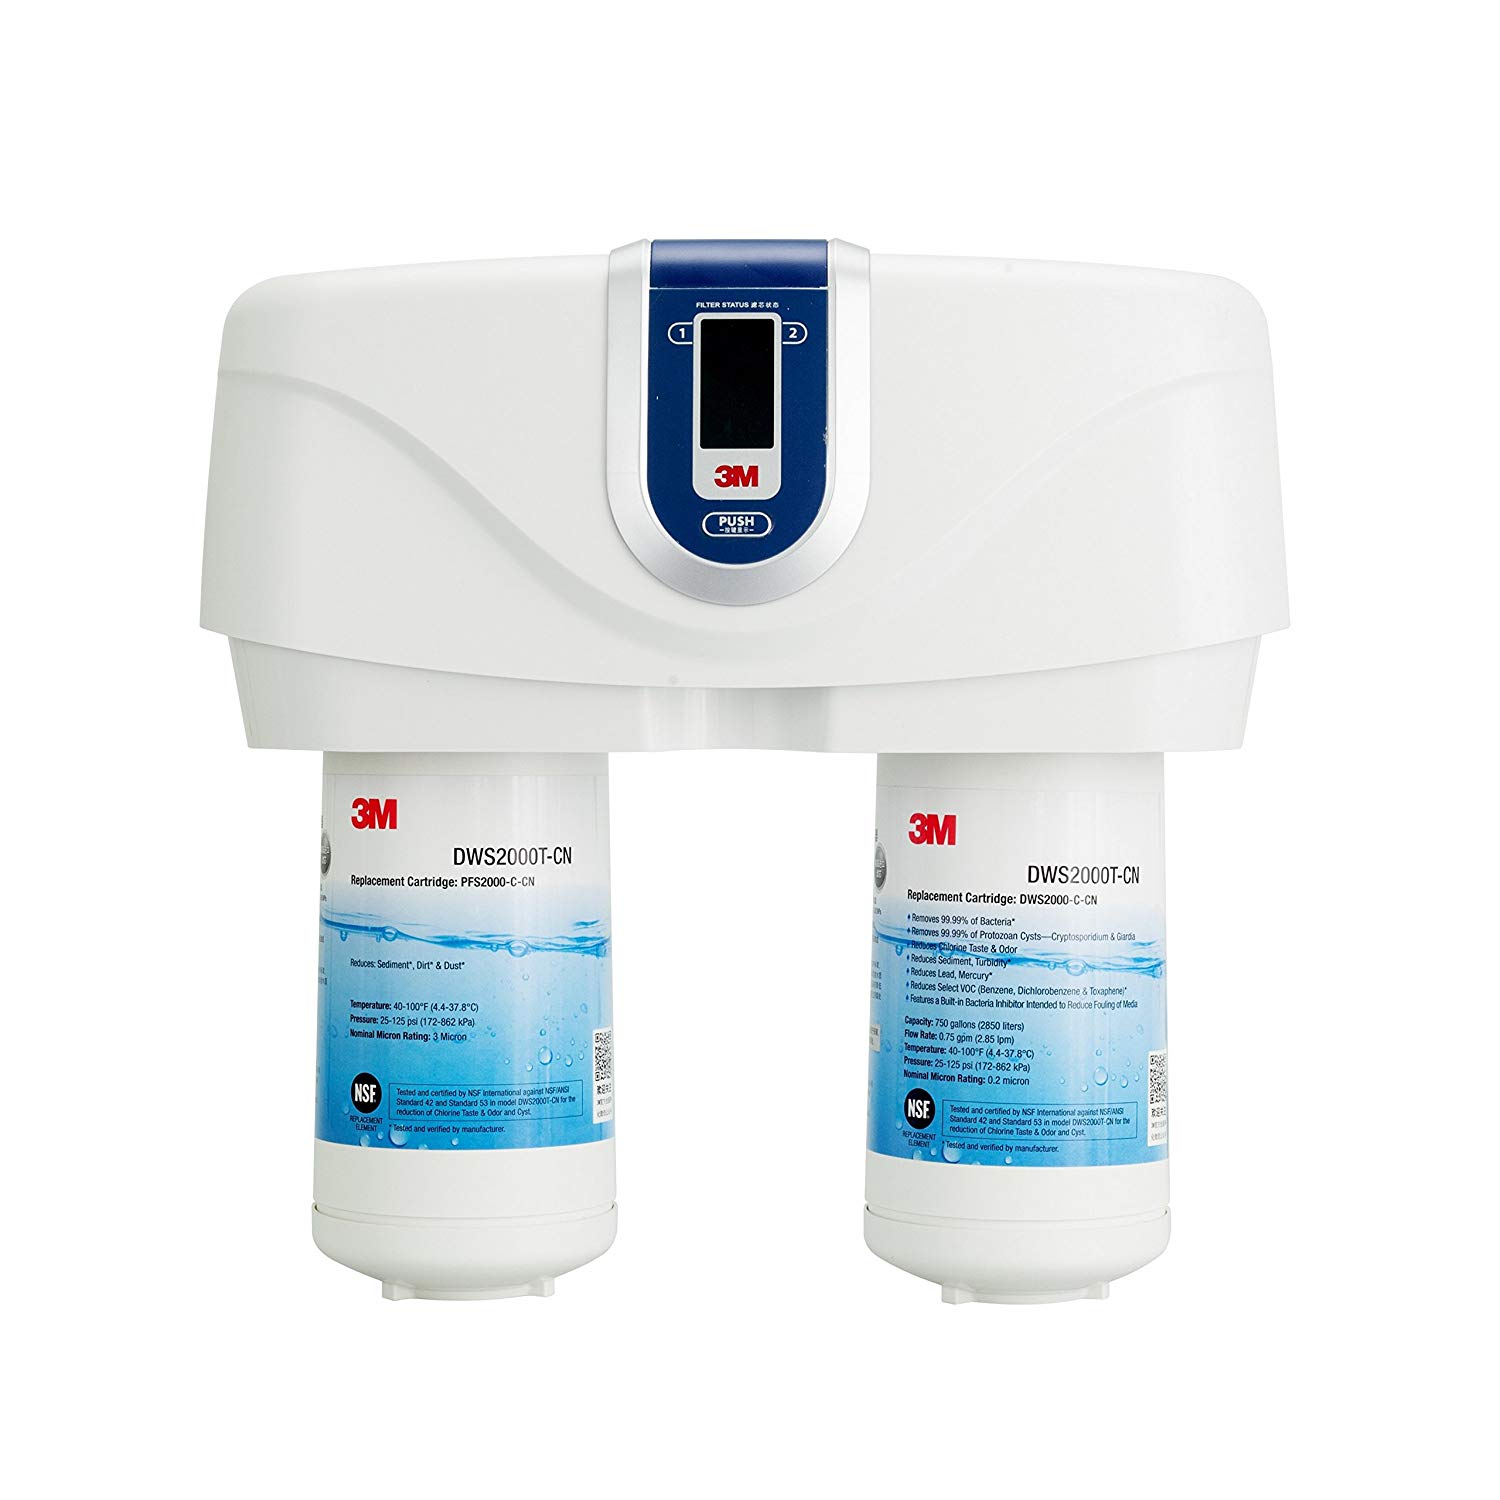 FILTER STATUS 滤芯状态
1
2
3M
PUSH
按键显示
3M
DWS2000T-CN
Replacement Cartridge: PFS2000-C-CN
Reduces: Sediment*, Dirt* & Dust*
Temperature: 40-100°F (4.4-37.8°C)
Pressure: 25-125 psi (172-862 kPa)
Nominal Micron Rating: 3 Micron
NSF
REPLACEMENT
ELEMENT
Tested and certified by NSF International against NSF/ANSI
Standard 42 and Standard 53 in model DWS2000T-CN for the
reduction of Chlorine Taste & Odor and Cyst.
* Tested and verified by manufacturer.
3M
DWS2000T-CN
Replacement Cartridge: DWS2000-C-CN
Removes 99.99% of Bacteria*
Removes 99.99% of Protozoan Cysts—Cryptosporidium & Giardia
Reduces Chlorine Taste & Odor
Reduces Sediment, Turbidity*
Reduces Lead, Mercury*
Reduces Select VOC (Benzene, Dichlorobenzene & Toxaphene)*
Features a Built-in Bacteria Inhibitor Intended to Reduce Fouling of Media
Capacity: 750 gallons (2850 liters)
Flow Rate: 0.75 gpm (2.85 lpm)
Temperature: 40-100°F (4.4-37.8°C)
Pressure: 25-125 psi (172-862 kPa)
Nominal Micron Rating: 0.2 micron
NSF
REPLACEMENT
ELEMENT
Tested and certified by NSF International against NSF/ANSI
Standard 42 and Standard 53 in model DWS2000T-CN for the
reduction of Chlorine Taste & Odor and Cyst.
* Tested and verified by manufacturer.